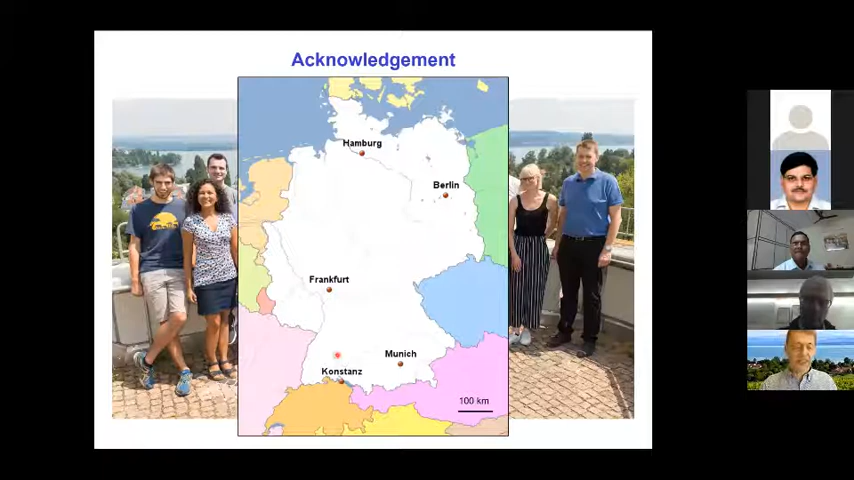 Acknowledgement
Hamburg
Berlin
Frankfurt
Munich
Konstanz
100 km